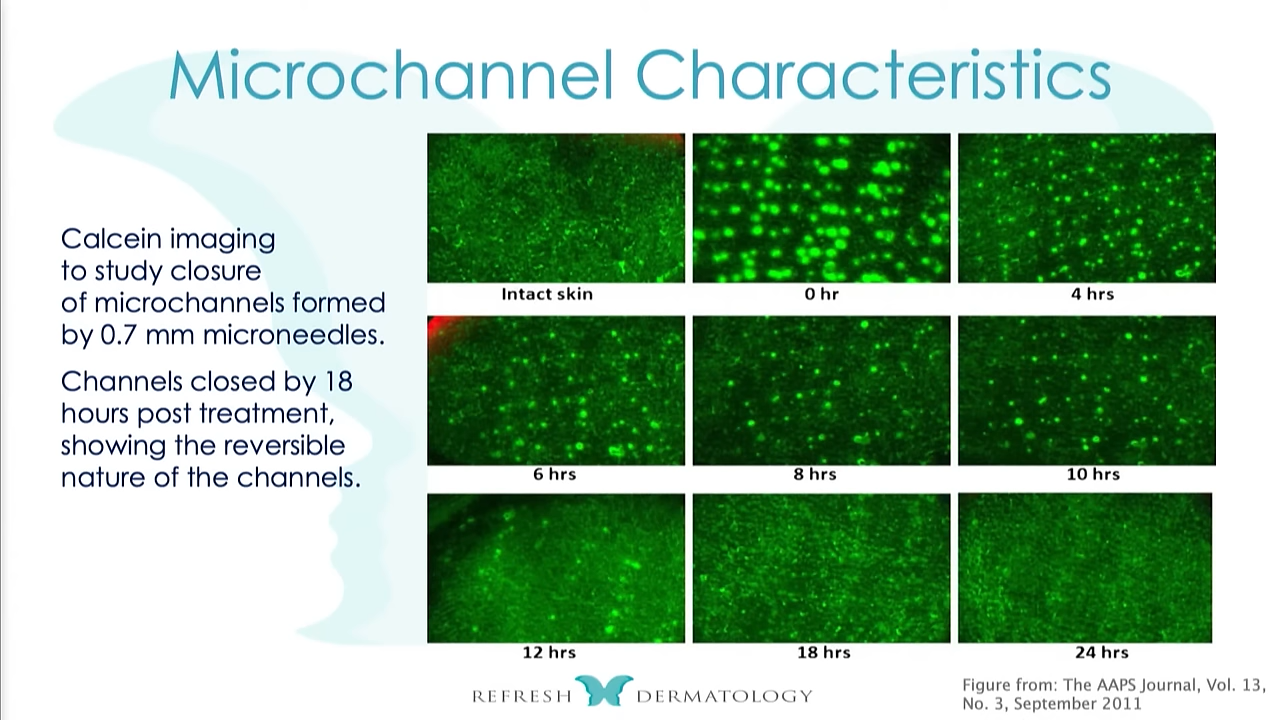 Microchannel Characteristics
Calcein imaging
to study closure
of microchannels formed
by 0.7 mm microneedles.
Channels closed by 18
hours post treatment,
showing the reversible
nature of the channels.
Intact skin
0 hr
4 hrs
6 hrs
8 hrs
10 hrs
12 hrs
18 hrs
24 hrs
REFRESH DERMATOLOGY
Figure from: The AAPS Journal, Vol. 13,
No. 3, September 2011